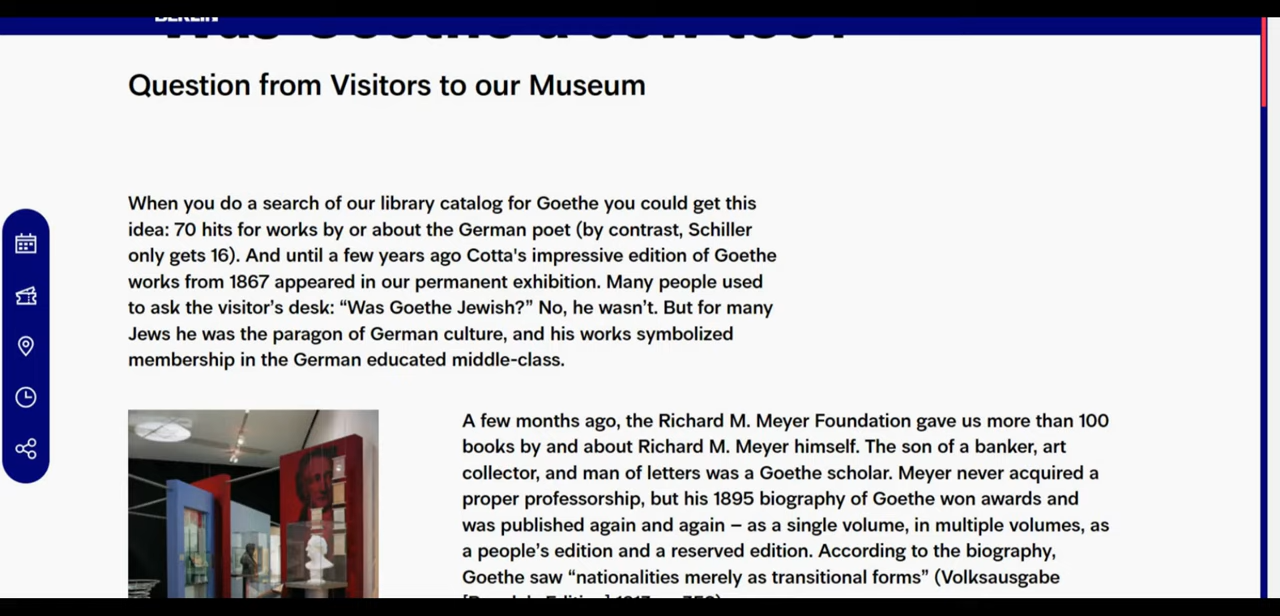 BERLIN
Was Goethe a Jew too?
Question from Visitors to our Museum
When you do a search of our library catalog for Goethe you could get this
idea: 70 hits for works by or about the German poet (by contrast, Schiller
only gets 16). And until a few years ago Cotta's impressive edition of Goethe
works from 1867 appeared in our permanent exhibition. Many people used
to ask the visitor’s desk: “Was Goethe Jewish?” No, he wasn’t. But for many
Jews he was the paragon of German culture, and his works symbolized
membership in the German educated middle-class.
A few months ago, the Richard M. Meyer Foundation gave us more than 100
books by and about Richard M. Meyer himself. The son of a banker, art
collector, and man of letters was a Goethe scholar. Meyer never acquired a
proper professorship, but his 1895 biography of Goethe won awards and
was published again and again – as a single volume, in multiple volumes, as
a people’s edition and a reserved edition. According to the biography,
Goethe saw “nationalities merely as transitional forms” (Volksausgabe